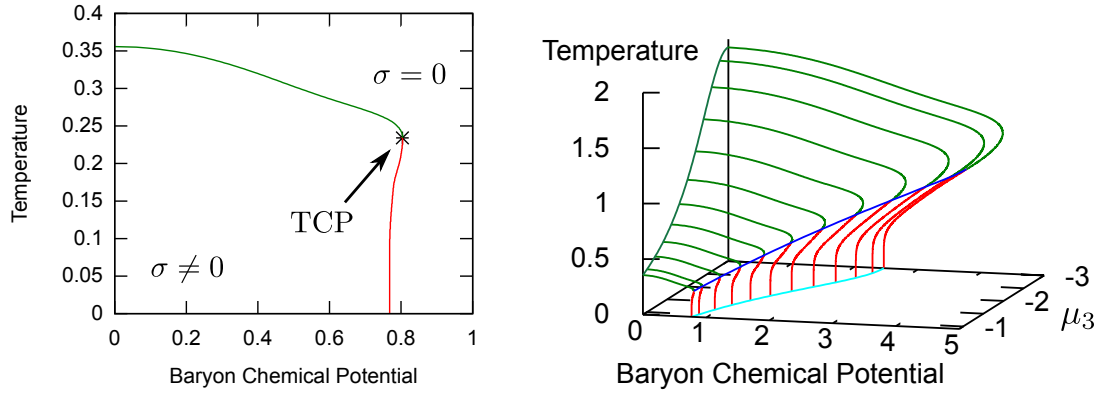 0.4
0.35
0.3
0.25
0.2
0.15
0.1
0.05
0
Temperature
σ = 0
TCP
σ ≠ 0
0 0.2 0.4 0.6 0.8 1
Baryon Chemical Potential
Temperature
2
1.5
1
0.5
0
0 1 2 3 4 5
-3
-2
-1
μ₃
Baryon Chemical Potential